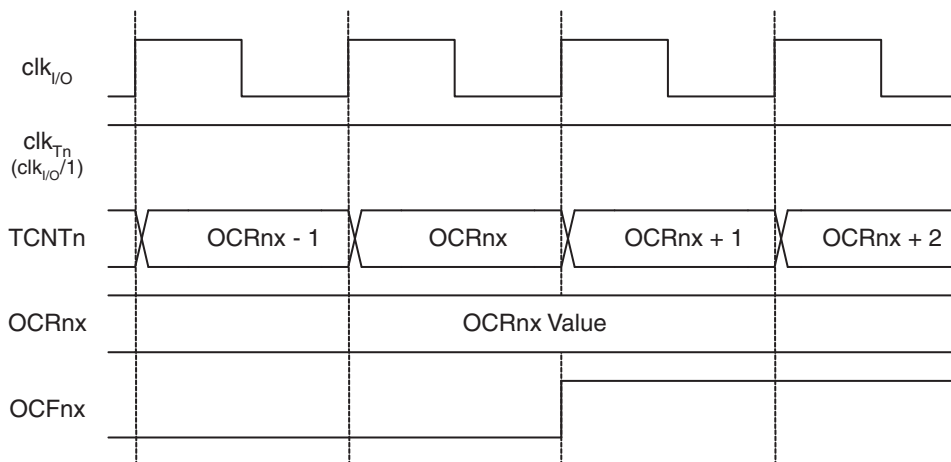 clkI/O
clkTn
(clkI/O/1)
TCNTn OCRnx - 1 OCRnx OCRnx + 1 OCRnx + 2
OCRnx OCRnx Value
OCFnx